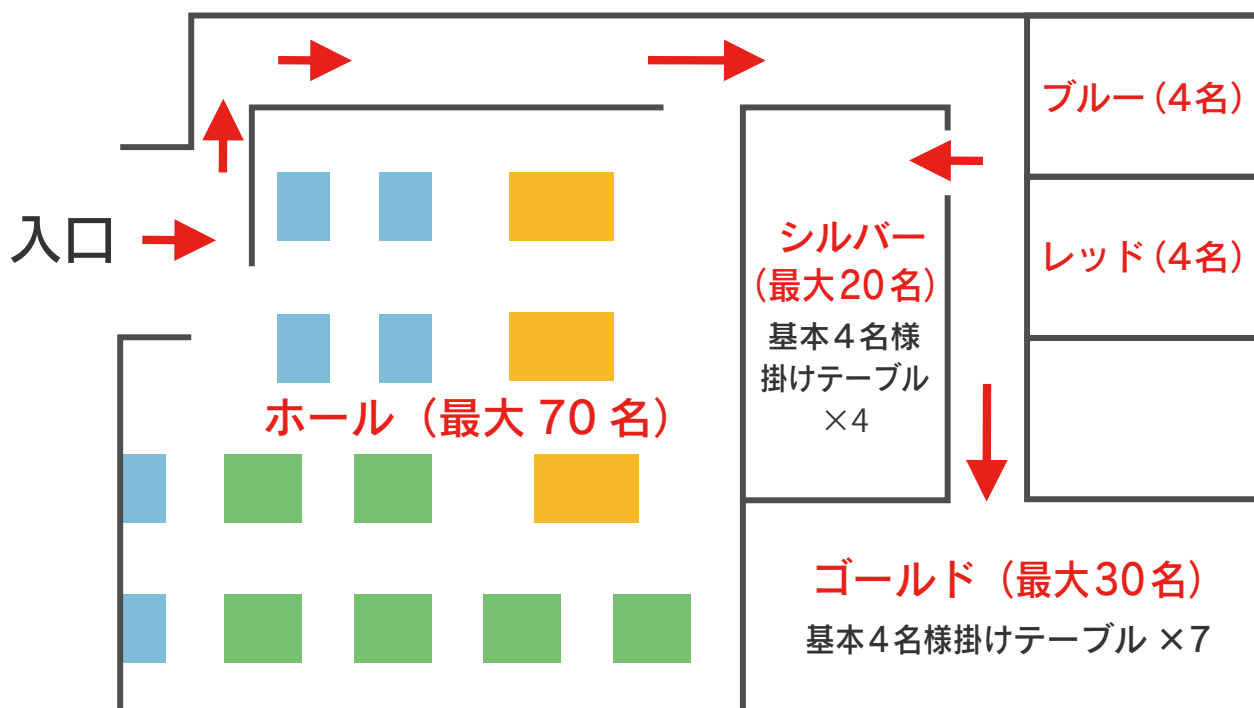 入口
ホール（最大 70 名）
シルバー
（最大20名）
基本４名様
掛けテーブル
×4
ブルー（4名）
レッド（4名）
ゴールド（最大30名）
基本４名様掛けテーブル ×7